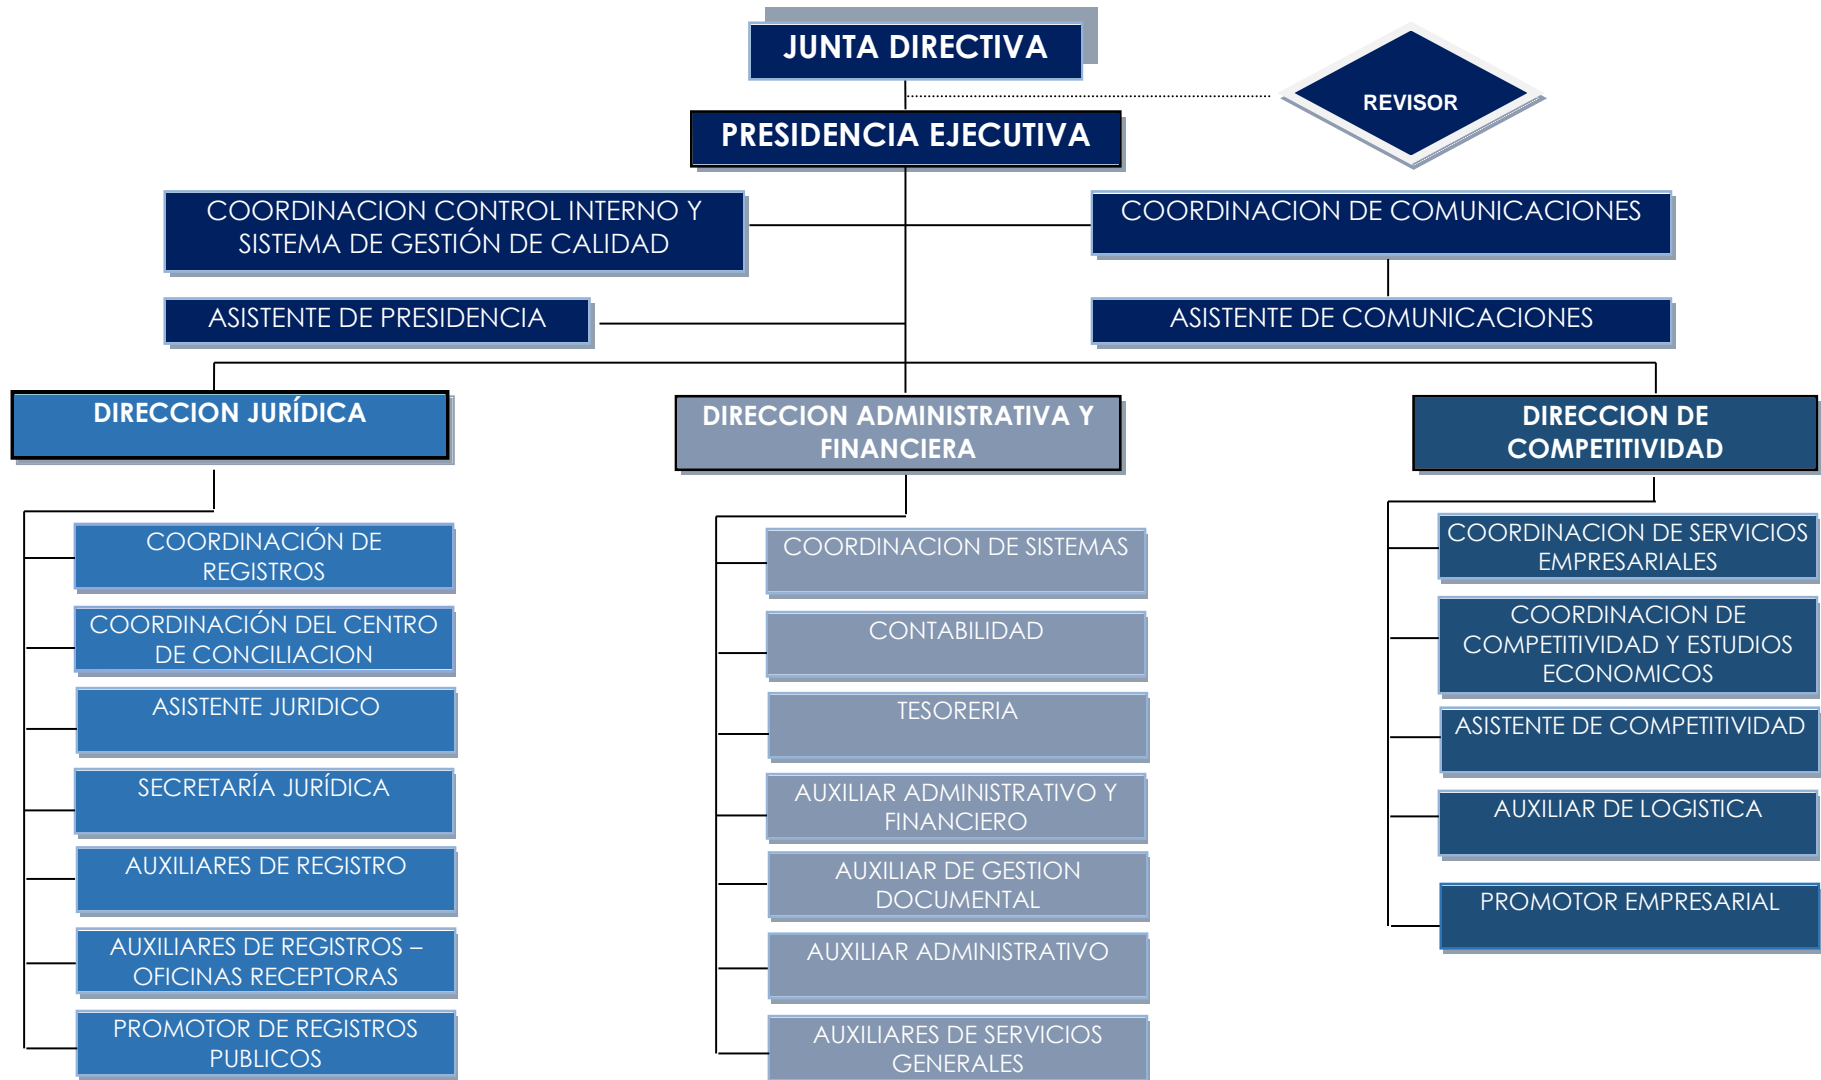 JUNTA DIRECTIVA
REVISOR
PRESIDENCIA EJECUTIVA
COORDINACION CONTROL INTERNO Y
SISTEMA DE GESTIÓN DE CALIDAD
COORDINACION DE COMUNICACIONES
ASISTENTE DE PRESIDENCIA
ASISTENTE DE COMUNICACIONES
DIRECCION JURÍDICA
COORDINACIÓN DE
REGISTROS
COORDINACIÓN DEL CENTRO
DE CONCILIACION
ASISTENTE JURIDICO
SECRETARÍA JURÍDICA
AUXILIARES DE REGISTRO
AUXILIARES DE REGISTROS –
OFICINAS RECEPTORAS
PROMOTOR DE REGISTROS
PUBLICOS
DIRECCION ADMINISTRATIVA Y
FINANCIERA
COORDINACION DE SISTEMAS
CONTABILIDAD
TESORERIA
AUXILIAR ADMINISTRATIVO Y
FINANCIERO
AUXILIAR DE GESTION
DOCUMENTAL
AUXILIAR ADMINISTRATIVO
AUXILIARES DE SERVICIOS
GENERALES
DIRECCION DE
COMPETITIVIDAD
COORDINACION DE SERVICIOS
EMPRESARIALES
COORDINACION DE
COMPETITIVIDAD Y ESTUDIOS
ECONOMICOS
ASISTENTE DE COMPETITIVIDAD
AUXILIAR DE LOGISTICA
PROMOTOR EMPRESARIAL